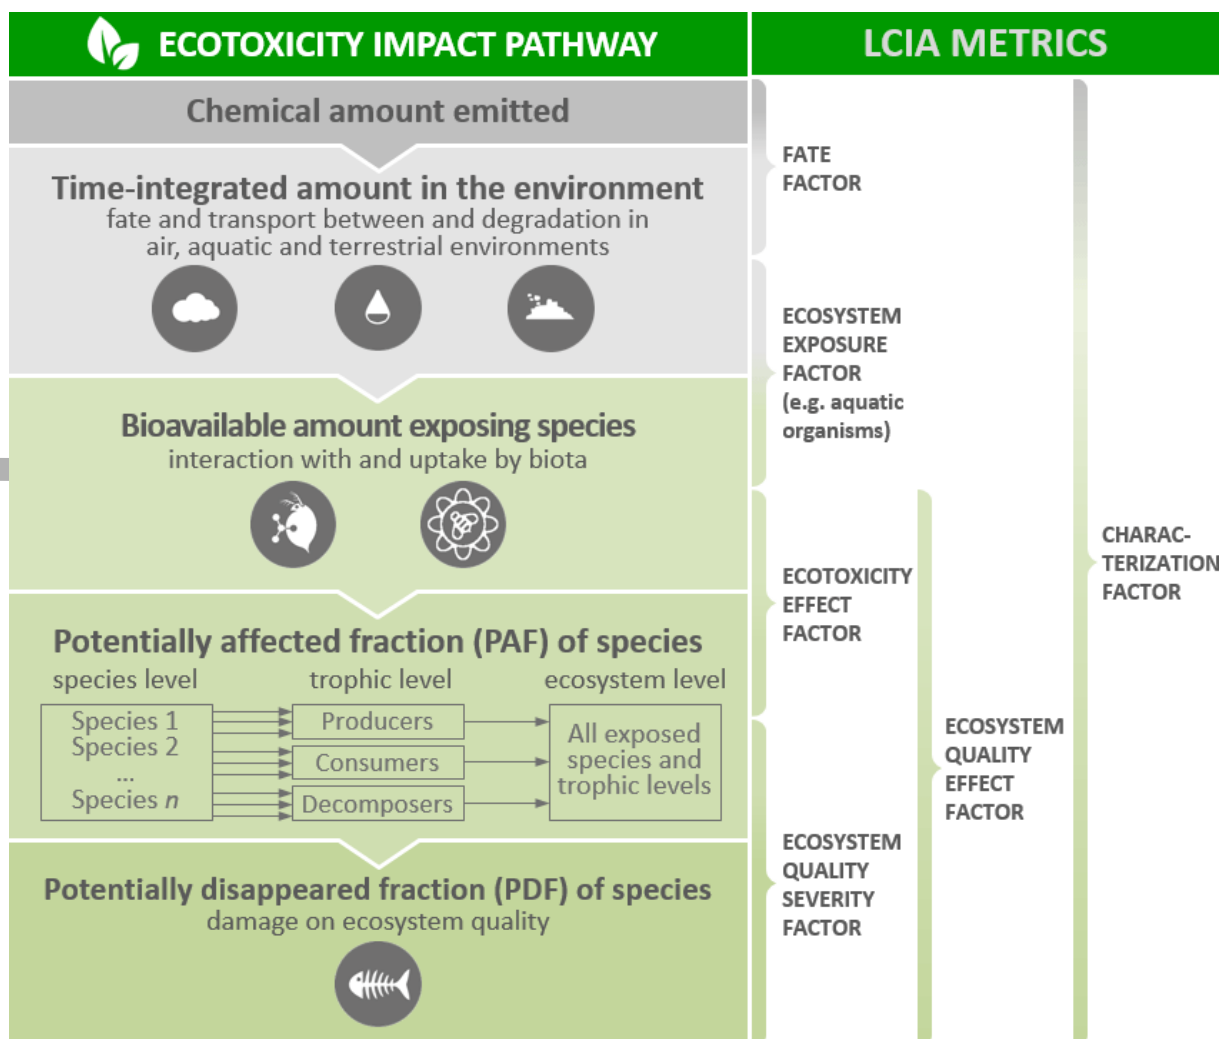 ECOTOXICITY IMPACT PATHWAY
Chemical amount emitted
Time-integrated amount in the environment
fate and transport between and degradation in
air, aquatic and terrestrial environments
Bioavailable amount exposing species
interaction with and uptake by biota
Potentially affected fraction (PAF) of species
species level
trophic level
ecosystem level
Species 1
Species 2
...
Species n
Producers
Consumers
Decomposers
All exposed
species and
trophic levels
Potentially disappeared fraction (PDF) of species
damage on ecosystem quality
LCIA METRICS
FATE
FACTOR
ECOSYSTEM
EXPOSURE
FACTOR
(e.g. aquatic
organisms)
ECOTOXICITY
EFFECT
FACTOR
ECOSYSTEM
QUALITY
SEVERITY
FACTOR
ECOSYSTEM
QUALITY
EFFECT
FACTOR
CHARAC-
TERIZATION
FACTOR